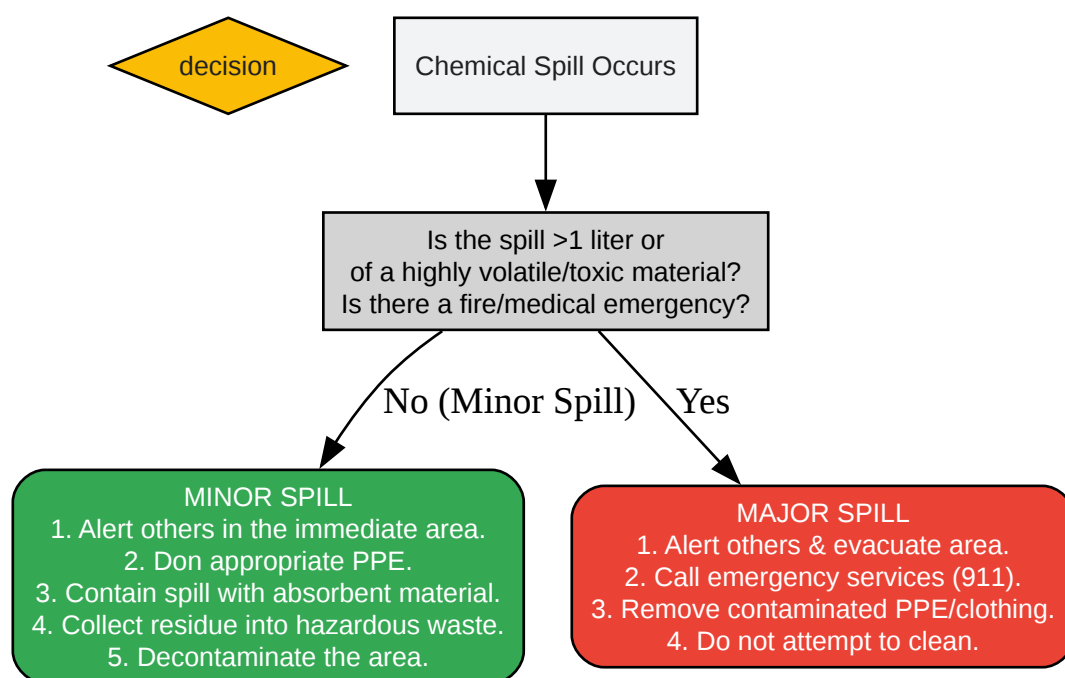 decision
Chemical Spill Occurs
Is the spill >1 liter or
of a highly volatile/toxic material?
Is there a fire/medical emergency?
No (Minor Spill)
Yes
MINOR SPILL
1. Alert others in the immediate area.
2. Don appropriate PPE.
3. Contain spill with absorbent material.
4. Collect residue into hazardous waste.
5. Decontaminate the area.
MAJOR SPILL
1. Alert others & evacuate area.
2. Call emergency services (911).
3. Remove contaminated PPE/clothing.
4. Do not attempt to clean.